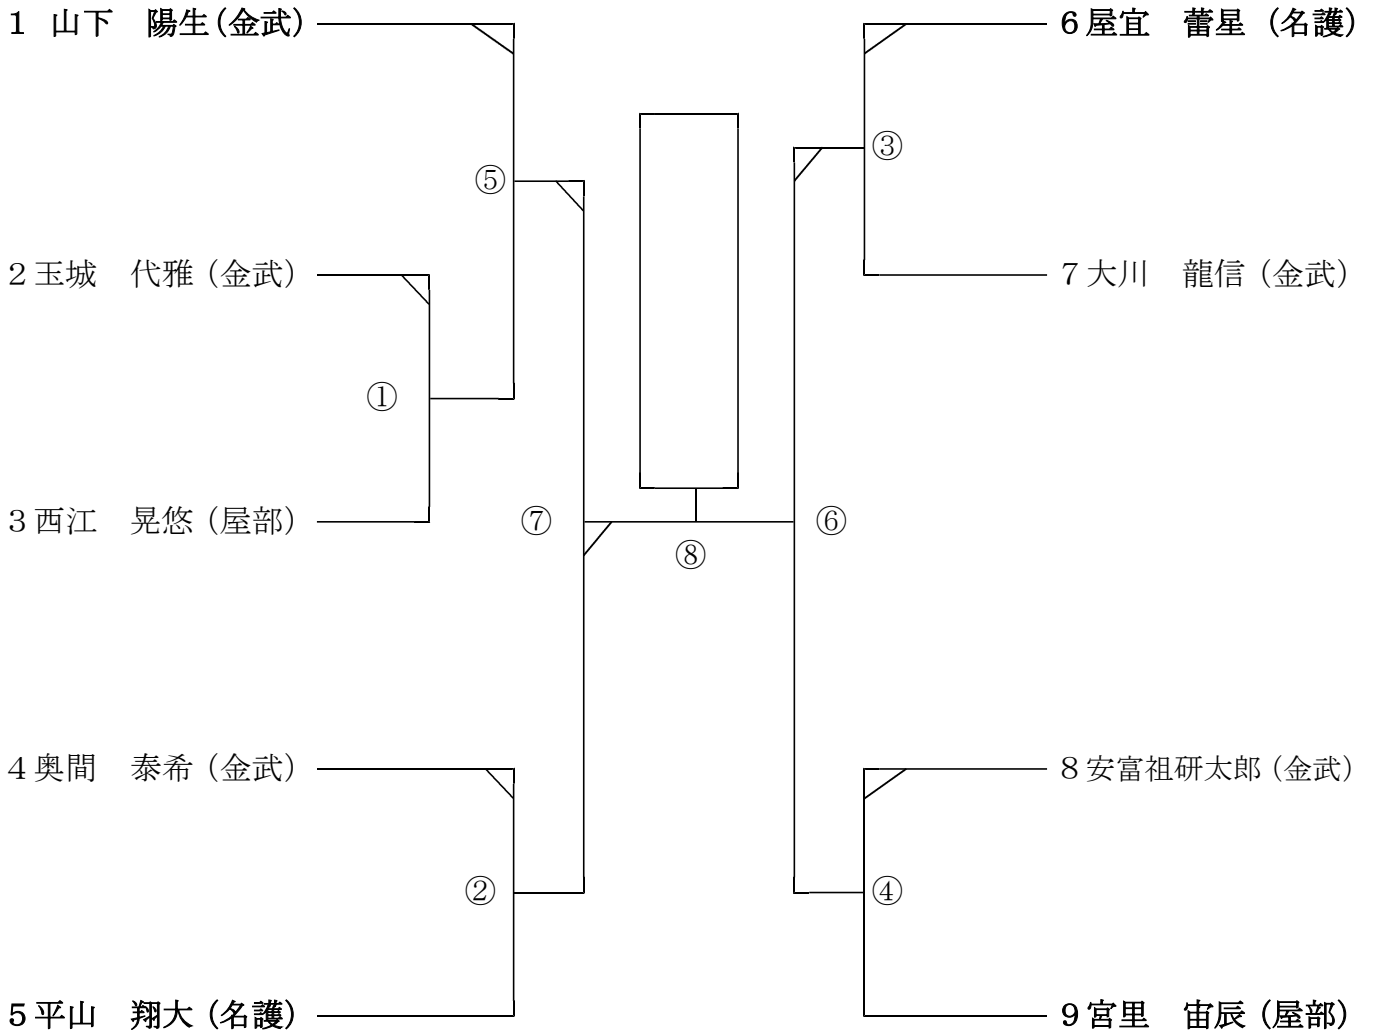 １ 山下　陽生（金武）
６屋宜　蕾星（名護）
③
⑤
２玉城　代雅（金武）
７大川　龍信（金武）
①
３西江　晃悠（屋部）
⑦
⑥
⑧
４奥間　泰希（金武）
８安富祖研太郎（金武）
②
④
５平山　翔大（名護）
９宮里　宙辰（屋部）